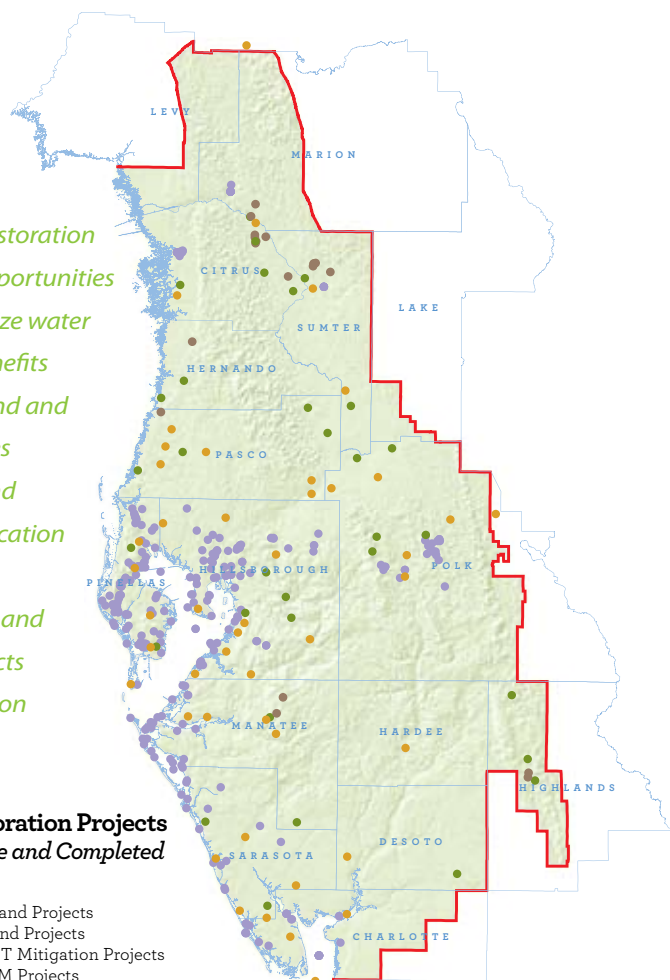 storation
portunities
ze water
nefits
nd and
s
d
cation
and
cts
on
LEVY
MARION
CITRUS
LAKE
SUMTER
HERNANDO
PASCO
HILLSBOROUGH
POLK
PINELLAS
MANATEE
HARDEE
HIGHLANDS
SARASOTA
DESOTO
CHARLOTTE
oration Projects
e and Completed
and Projects
nd Projects
T Mitigation Projects
M Projects